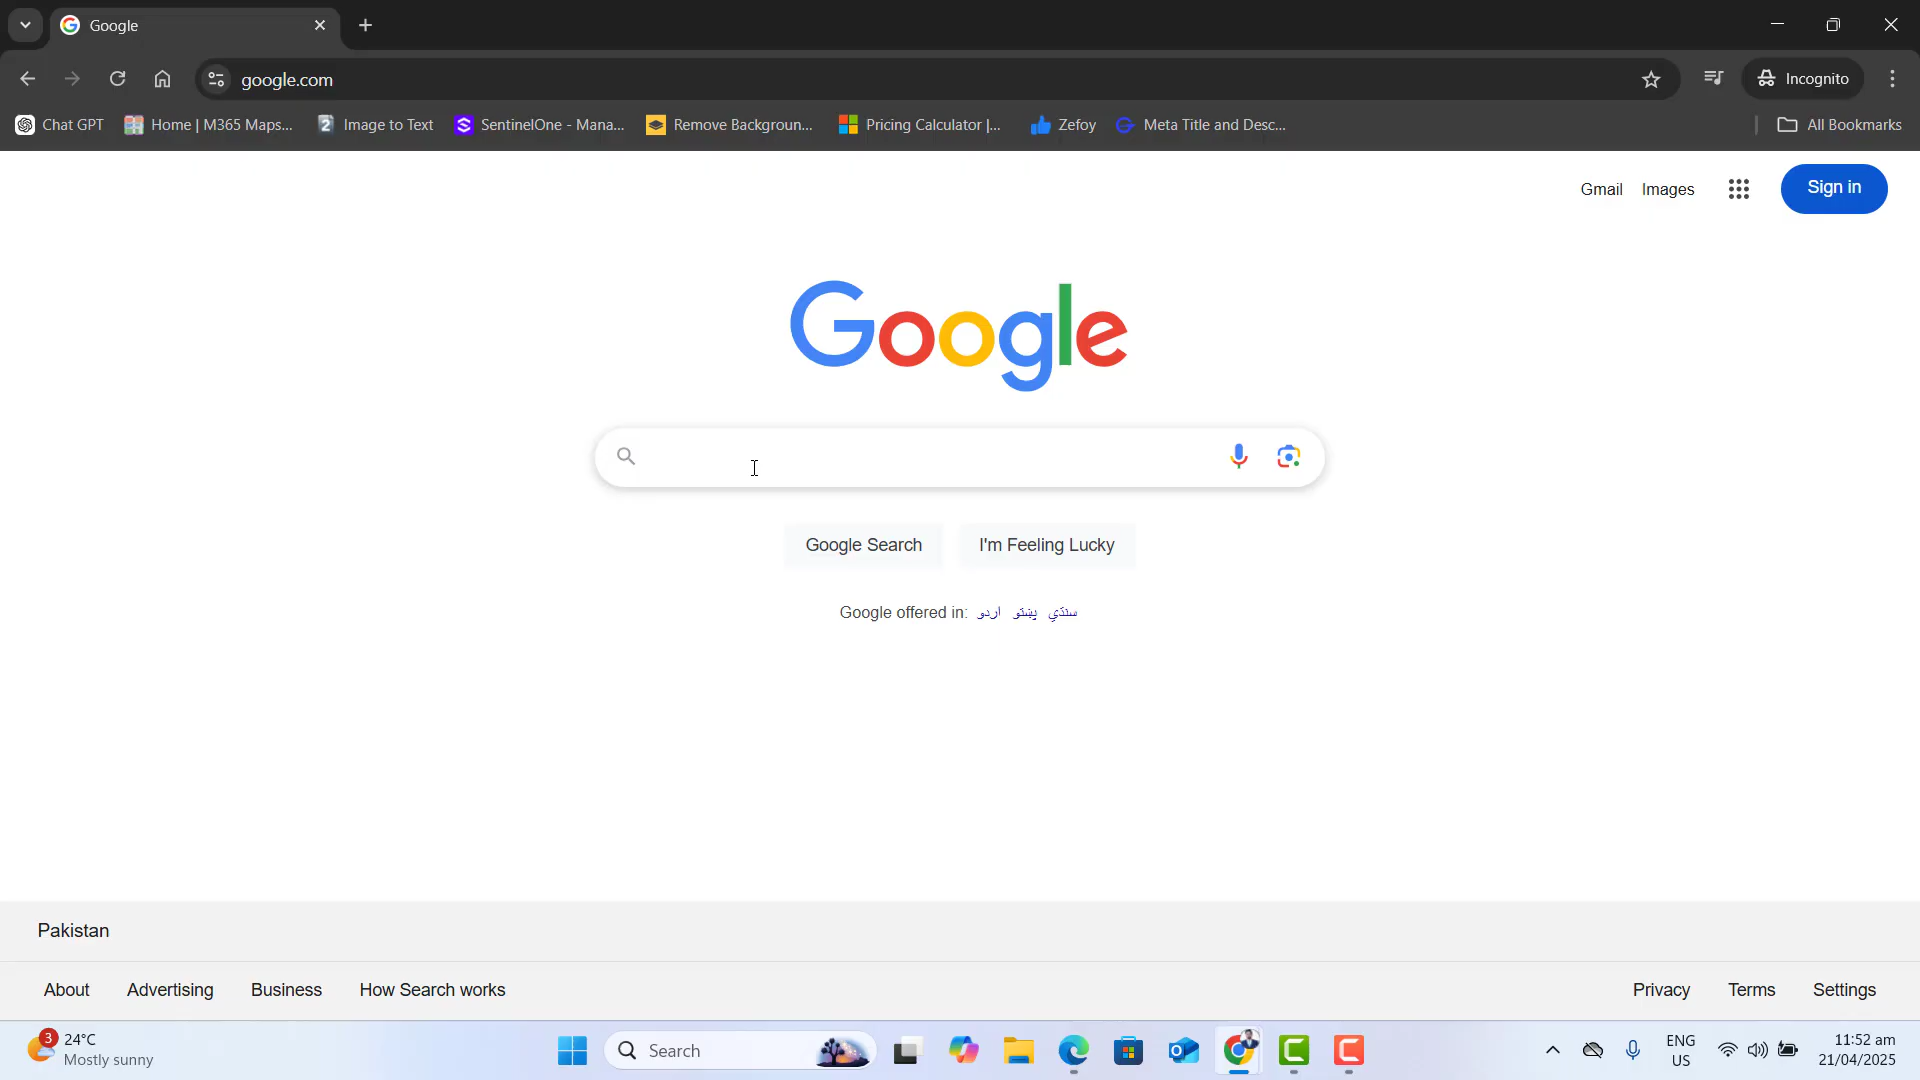 Google
google.com
Incognito
Chat GPT
Home | M365 Maps...
Image to Text
SentinelOne - Mana...
Remove Backgroun...
Pricing Calculator |...
Zefoy
Meta Title and Desc...
All Bookmarks
Gmail
Images
Sign in
Google
Google Search
I'm Feeling Lucky
Google offered in: اردو پښتو سنڌي
Pakistan
About
Advertising
Business
How Search works
Privacy
Terms
Settings
3
24°C
Mostly sunny
Search
ENG
US
11:52 am
21/04/2025